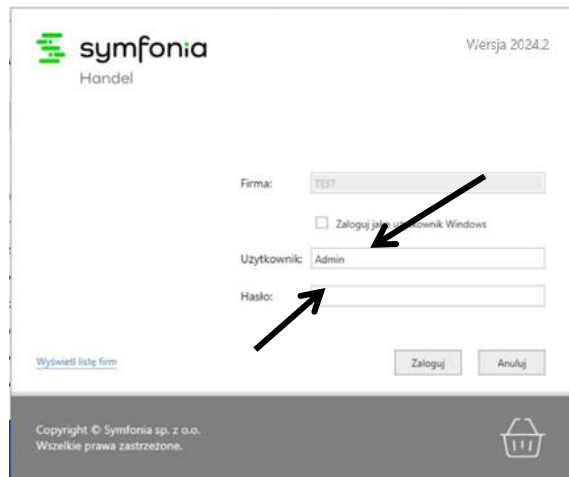 symfonia
Wersja 2024.2
Handel
Firma: TEST
Zaloguj jako użytkownik Windows
Użytkownik: Admin
Hasło:
Wyświetl listę firm
Zaloguj
Anuluj
Copyright © Symfonia sp. z o.o.
Wszelkie prawa zastrzeżone.